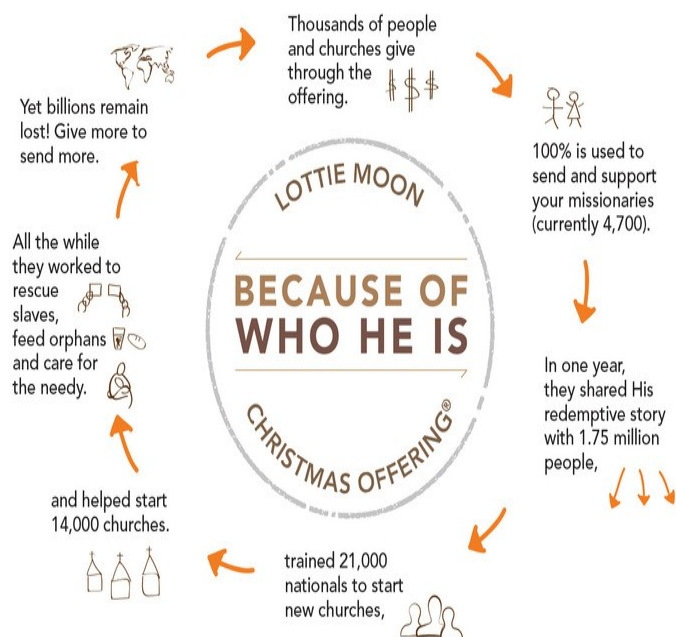 Thousands of people
and churches give
through the
offering.
100% is used to
send and support
your missionaries
(currently 4,700).
In one year,
they shared His
redemptive story
with 1.75 million
people,
trained 21,000
nationals to start
new churches,
and helped start
14,000 churches.
All the while
they worked to
rescue
slaves,
feed orphans
and care for
the needy.
Yet billions remain
lost! Give more to
send more.
LOTTIE MOON
BECAUSE OF
WHO HE IS
CHRISTMAS OFFERING®